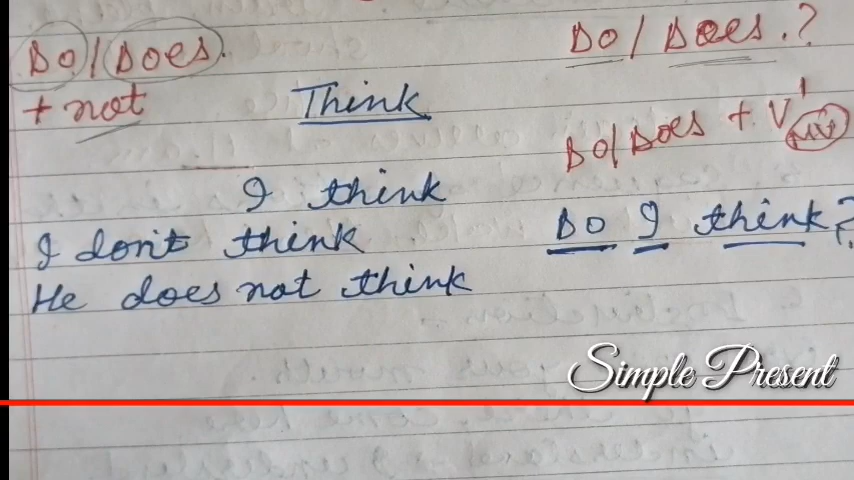 Do/Does.
+ not
Think
I think
I don't think
He does not think
Do/Does.?
Do/Does + V1
Do I think?
Simple Present